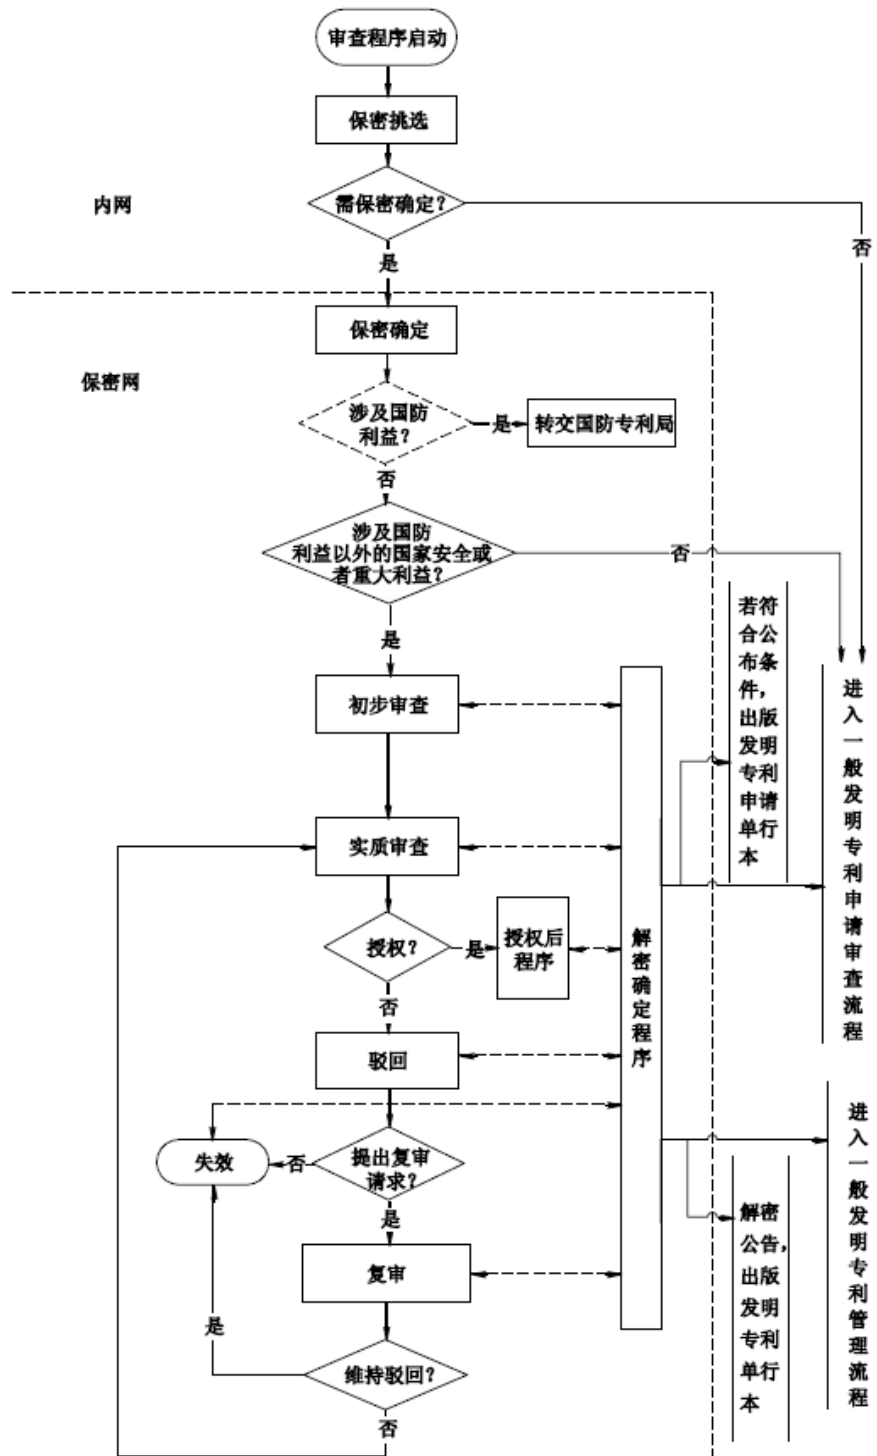 审查程序启动
保密挑选
内网
需保密确定？
否
是
保密确定
保密网
涉及国防
利益？
是
转交国防专利局
否
涉及国防
利益以外的国家安全或
者重大利益？
否
是
若符
合公
布条
件，
出版
发明
专利
申请
单行
本
进入一般发明专利申请审查流程
初步审查
实质审查
授权？
是
授权后
程序
解密确定程序
否
驳回
失效
否
提出复审
请求？
是
复审
是
维持驳回？
否
进入一般发明专利管理流程
解密
公告，
出版
发明
专利
单行
本